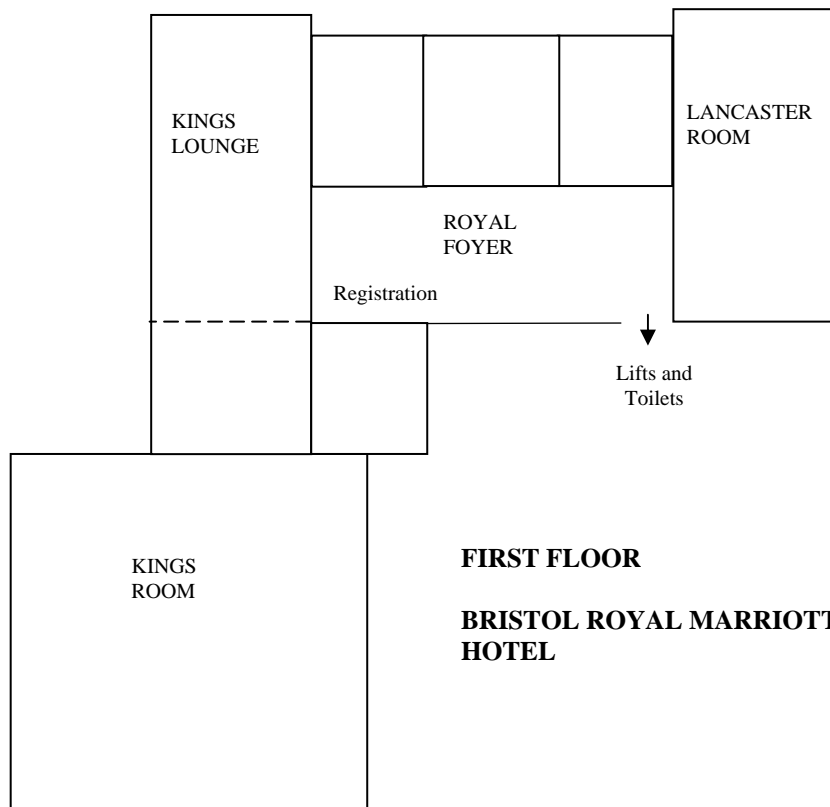 KINGS
LOUNGE
LANCASTER
ROOM
ROYAL
FOYER
Registration
Lifts and
Toilets
KINGS
ROOM
FIRST FLOOR
BRISTOL ROYAL MARRIOTT
HOTEL